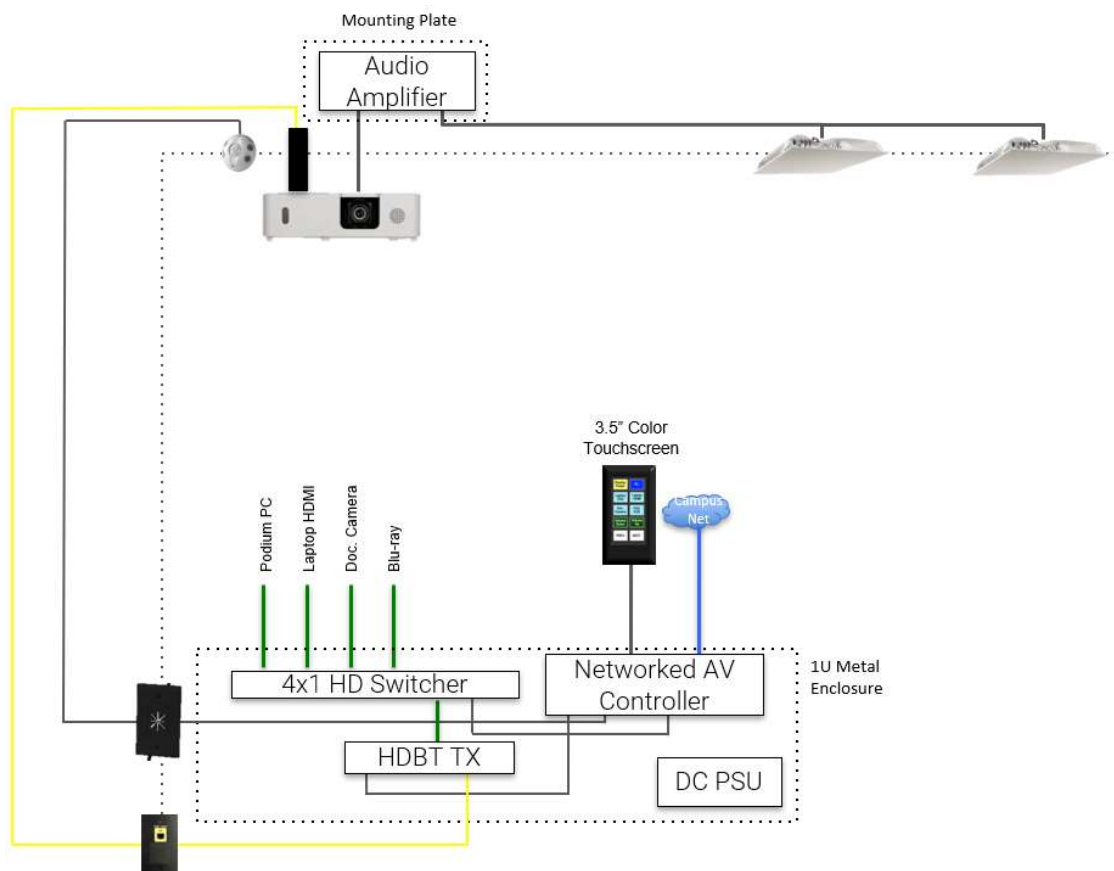 Mounting Plate
Audio
Amplifier
3.5" Color
Touchscreen
Campus
Net
Podium PC
Laptop HDMI
Doc. Camera
Blu-ray
4x1 HD Switcher
Networked AV
Controller
1U Metal
Enclosure
HDBT TX
DC PSU